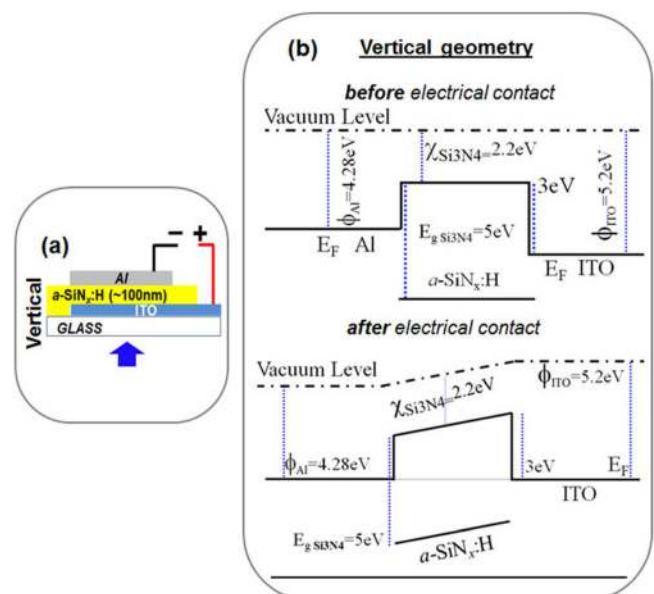 (a)
Vertical
− +
Al
a-SiNₓ:H (~100nm)
ITO
GLASS
(b) Vertical geometry
before electrical contact
Vacuum Level
ϕAl=4.28eV
χSi3N4=2.2eV
3eV
ϕITO=5.2eV
Eg Si3N4=5eV
EF Al
EF ITO
a-SiNₓ:H
after electrical contact
Vacuum Level
ϕITO=5.2eV
χSi3N4=2.2eV
ϕAl=4.28eV
3eV
EF
ITO
Eg Si3N4=5eV
a-SiNₓ:H